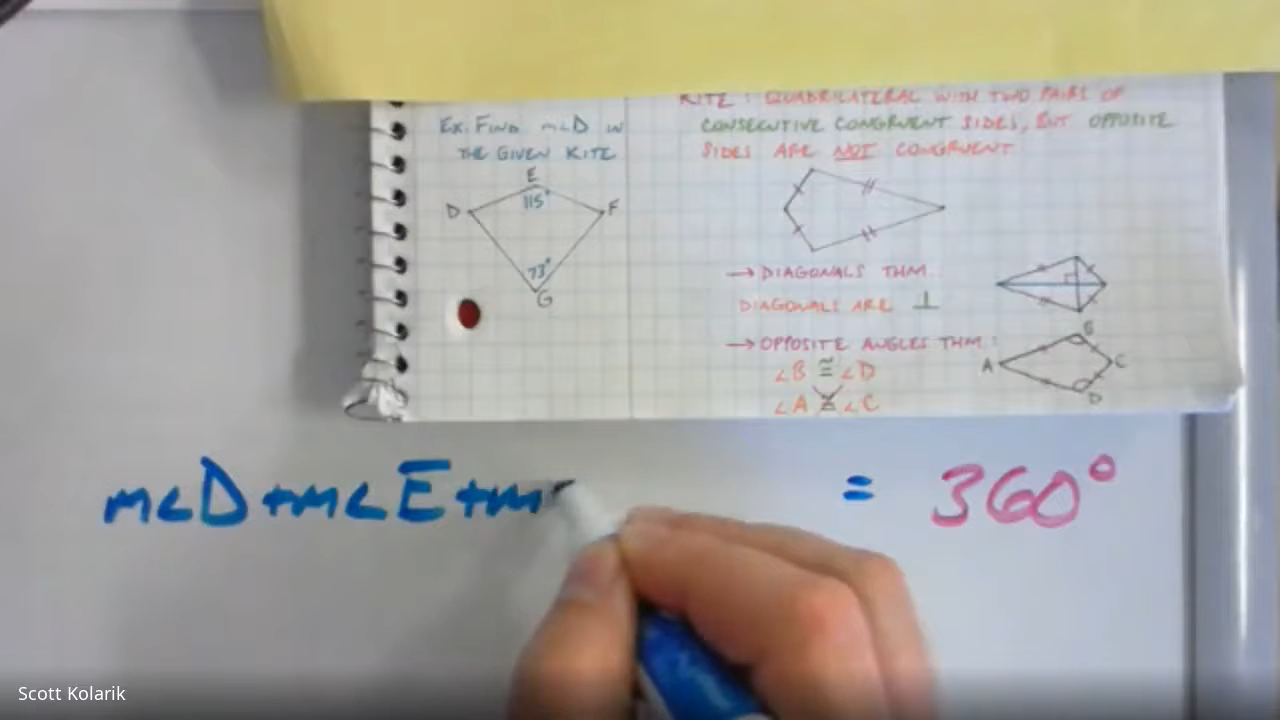 EX: FIND m∠D IN
THE GIVEN KITE
E
115°
D
F
73°
G
KITE: QUADRILATERAL WITH TWO PAIRS OF
CONSECUTIVE CONGRUENT SIDES, BUT OPPOSITE
SIDES ARE NOT CONGRUENT
→ DIAGONALS THM
DIAGONALS ARE ⊥
→ OPPOSITE ANGLES THM:
∠B ≅ ∠D
∠A ≇ ∠C
B
A
C
D
m∠D+m∠E+m = 360°
Scott Kolarik